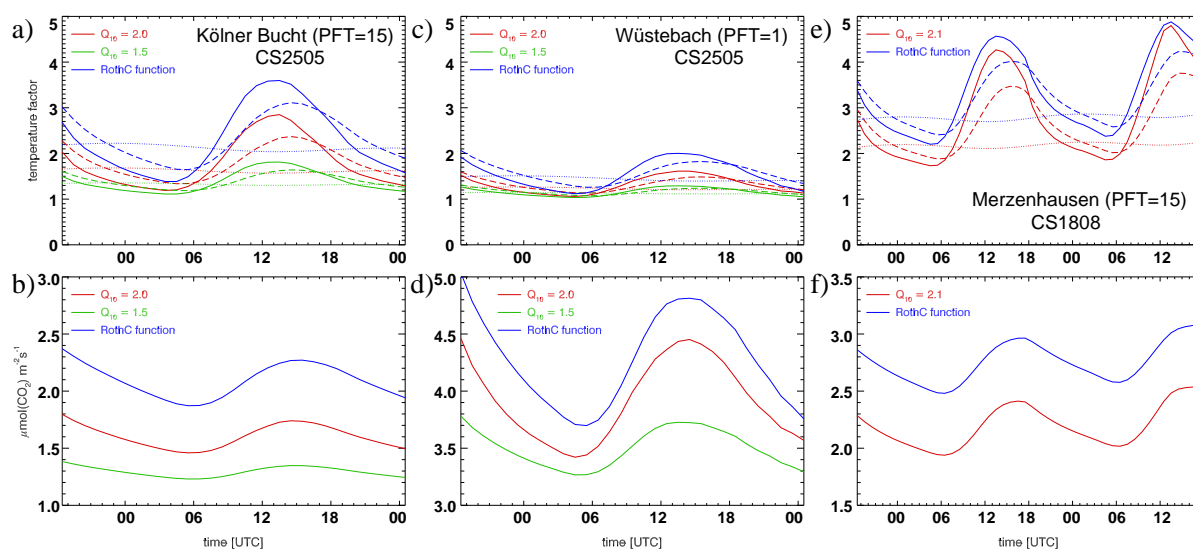 a)
Kölner Bucht (PFT=15)
CS2505
Q10 = 2.0
Q10 = 1.5
RothC function
temperature factor
5
4
3
2
1
0
00 06 12 18 00
c)
Wüstebach (PFT=1)
CS2505
Q10 = 2.0
Q10 = 1.5
RothC function
5
4
3
2
1
0
00 06 12 18 00
e)
Q10 = 2.1
RothC function
Merzenhausen (PFT=15)
CS1808
5
4
3
2
1
0
00 06 12 18 00 06 12
b)
Q10 = 2.0
Q10 = 1.5
RothC function
μmol(CO2) m-2s-1
3.0
2.5
2.0
1.5
1.0
00 06 12 18 00
time [UTC]
d)
Q10 = 2.0
Q10 = 1.5
RothC function
5.0
4.5
4.0
3.5
3.0
00 06 12 18 00
time [UTC]
f)
Q10 = 2.1
RothC function
3.5
3.0
2.5
2.0
1.5
00 06 12 18 00 06 12
time [UTC]